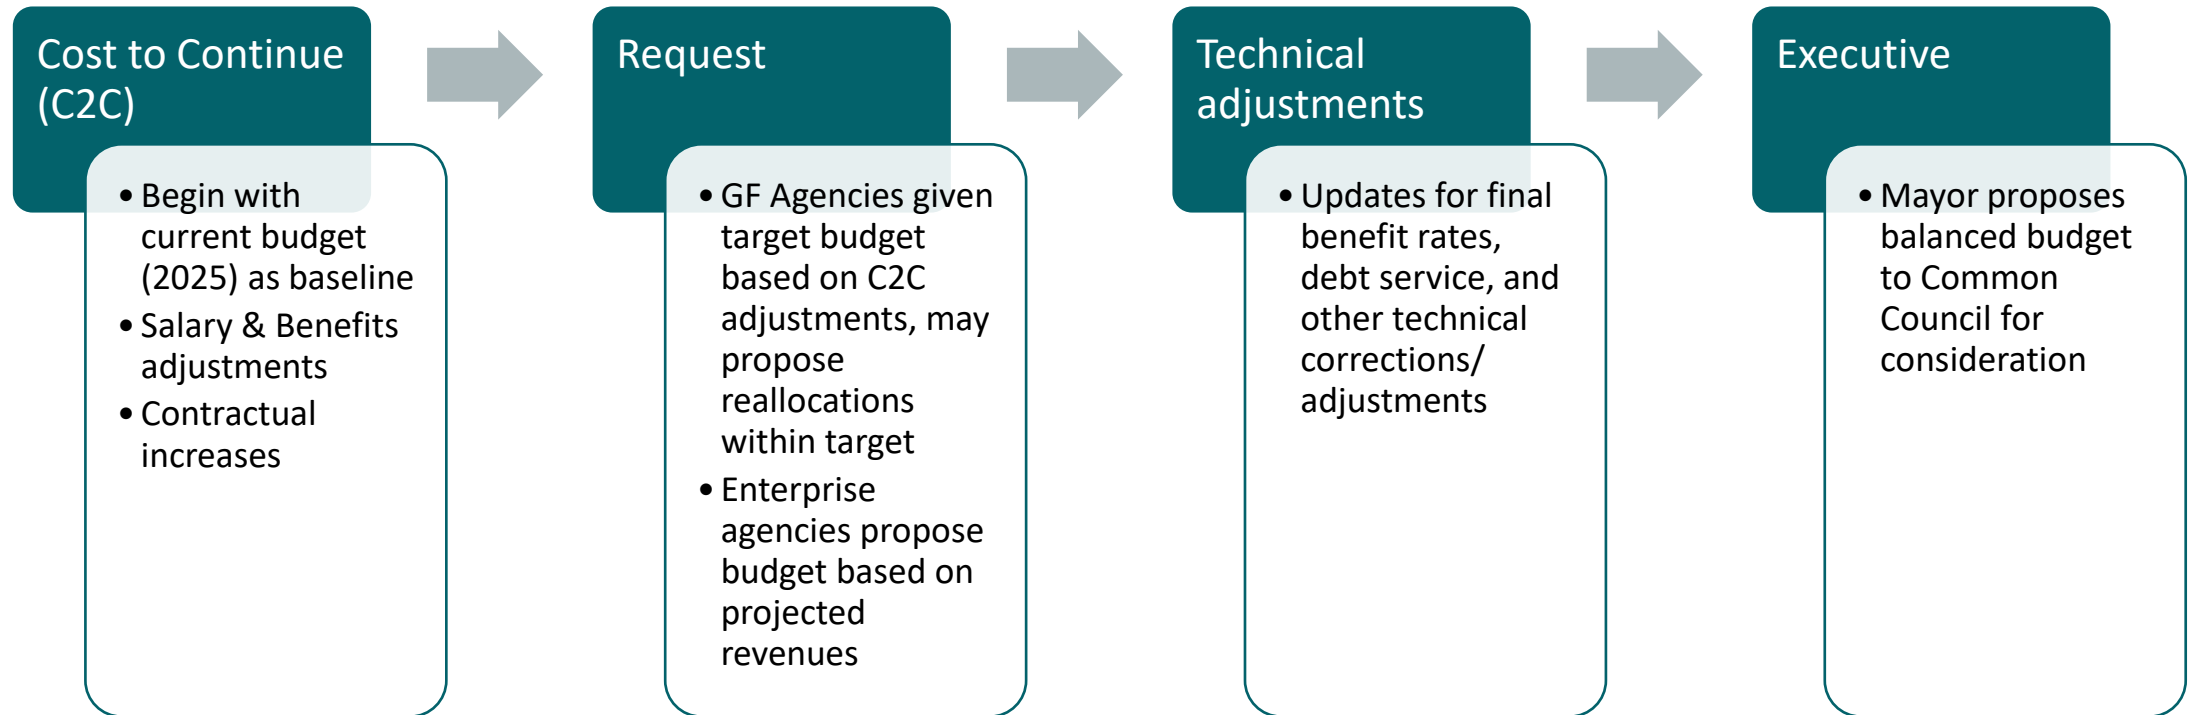 Cost to Continue
(C2C)
• Begin with
current budget
(2025) as baseline
• Salary & Benefits
adjustments
• Contractual
increases
Request
• GF Agencies given
target budget
based on C2C
adjustments, may
propose
reallocations
within target
• Enterprise
agencies propose
budget based on
projected
revenues
Technical
adjustments
• Updates for final
benefit rates,
debt service, and
other technical
corrections/
adjustments
Executive
• Mayor proposes
balanced budget
to Common
Council for
consideration